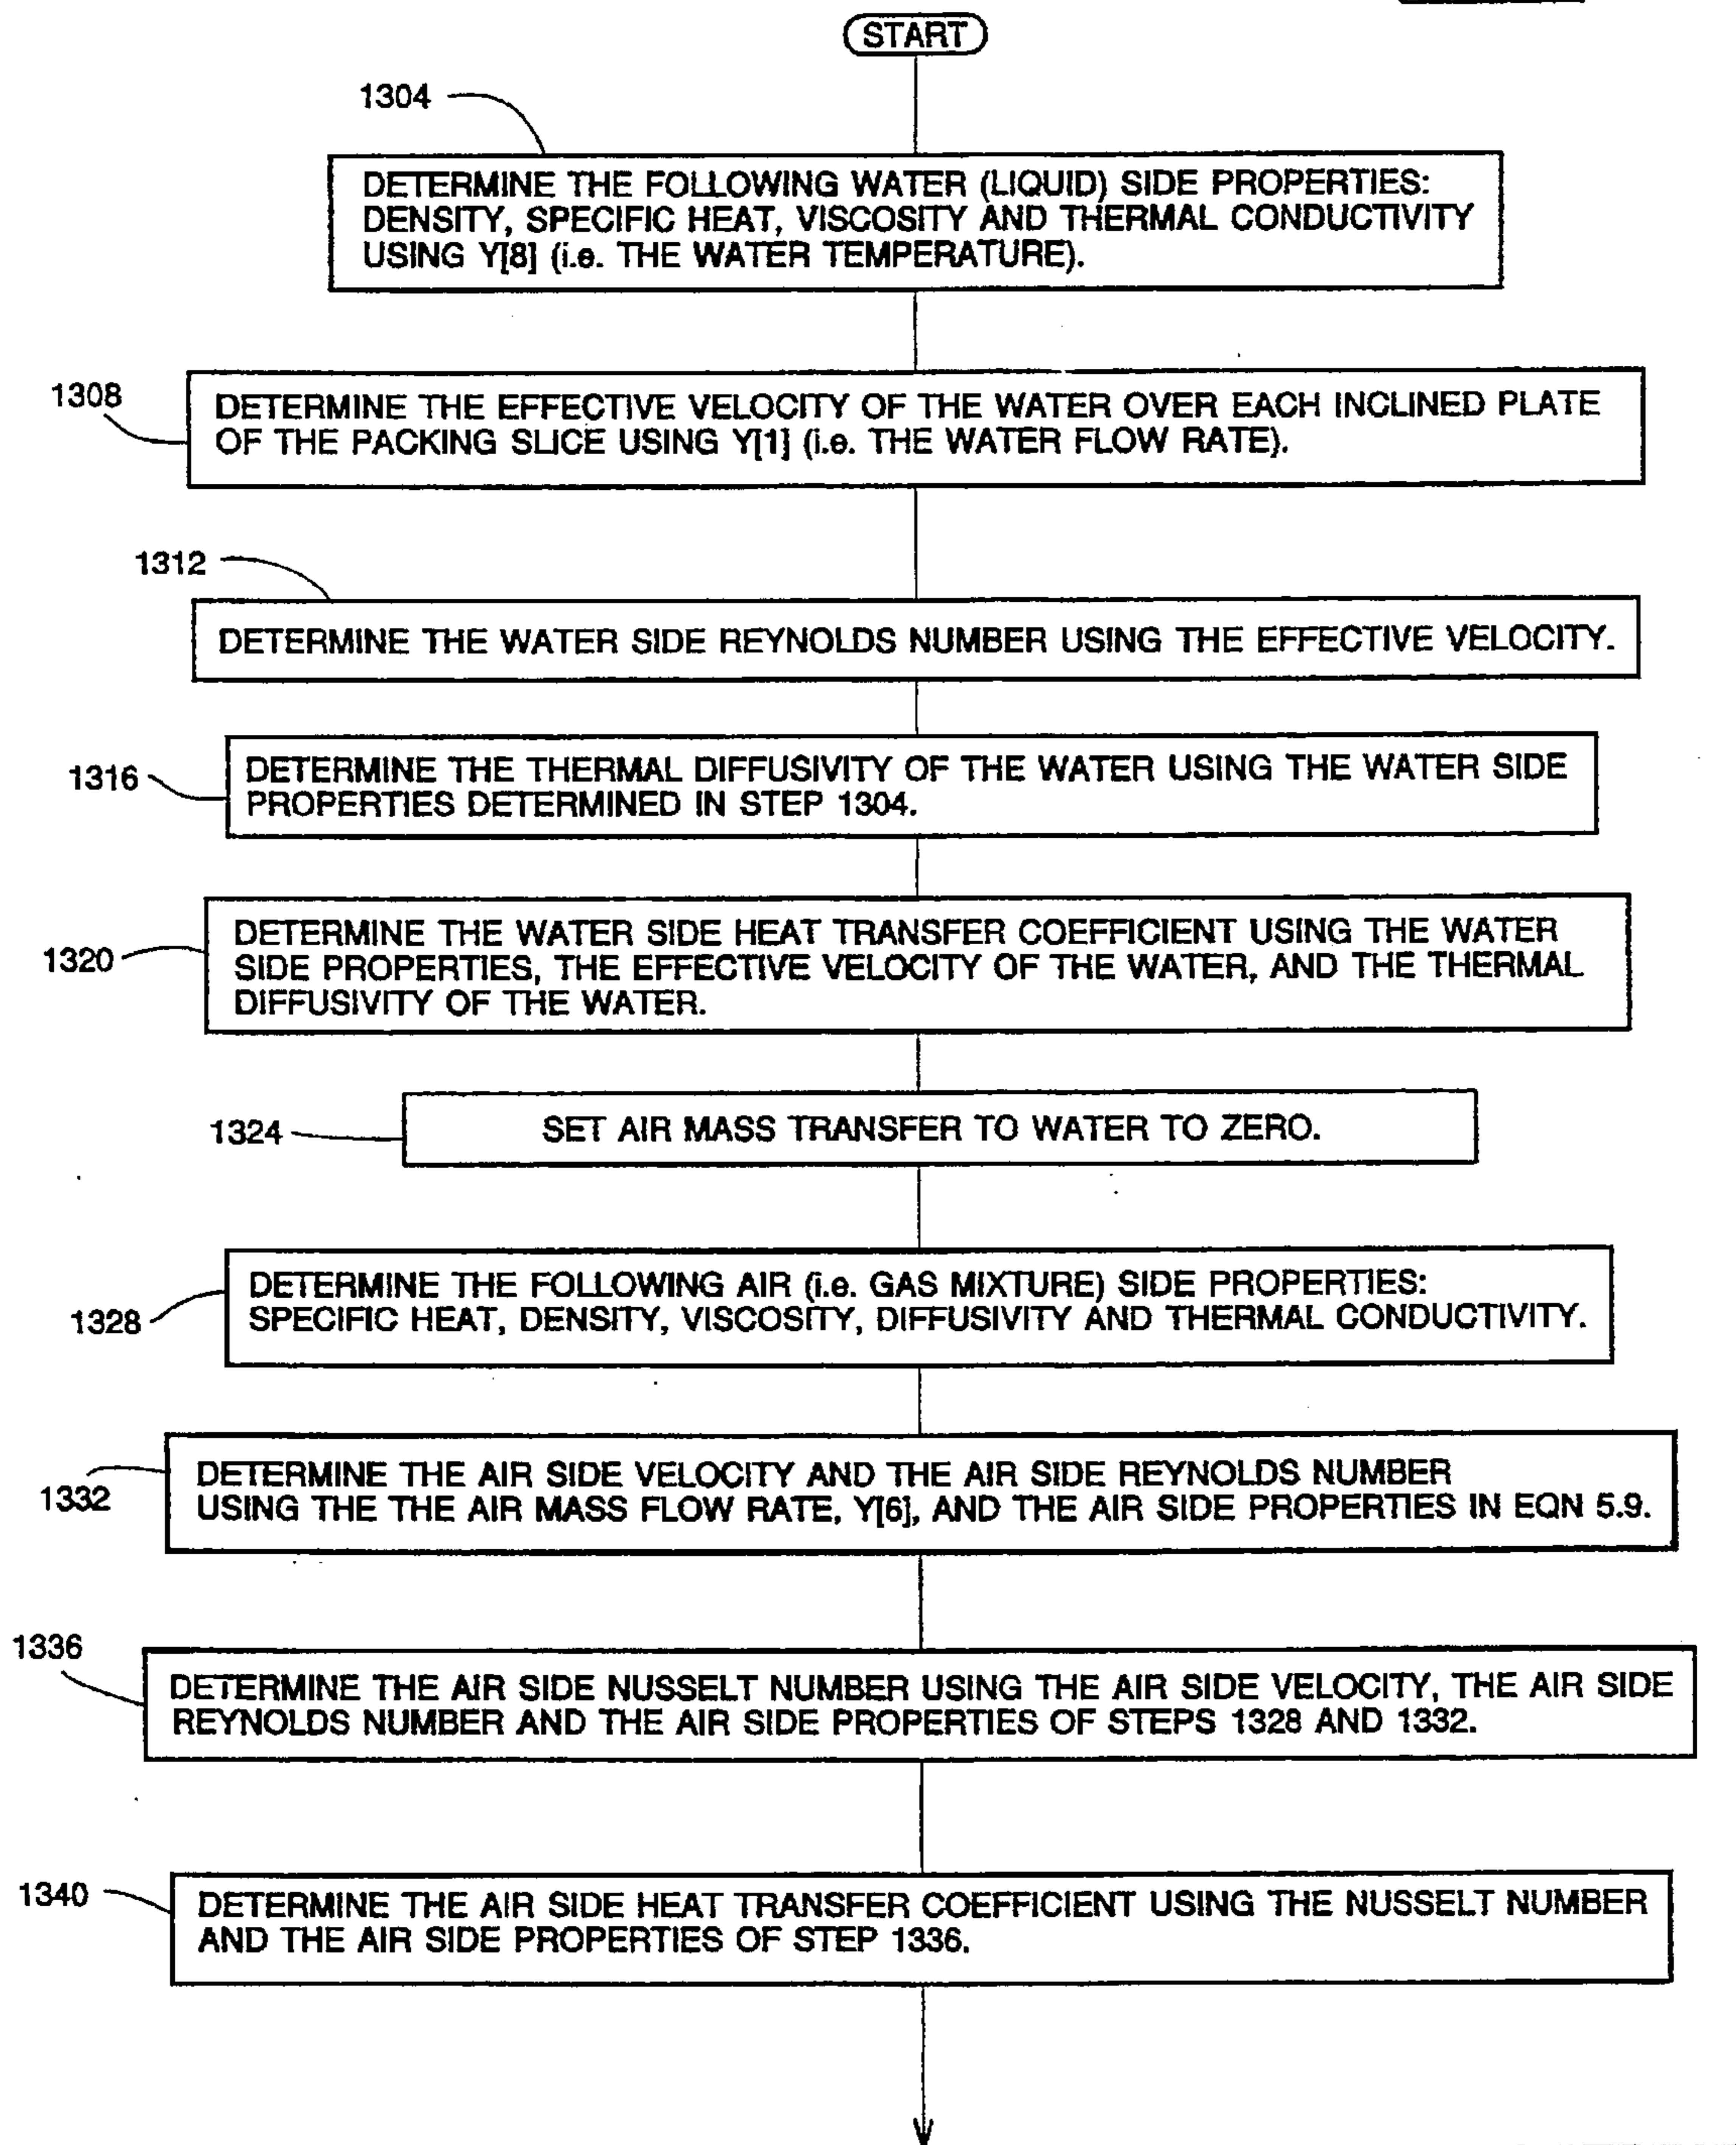 START
1304
DETERMINE THE FOLLOWING WATER (LIQUID) SIDE PROPERTIES:
DENSITY, SPECIFIC HEAT, VISCOSITY AND THERMAL CONDUCTIVITY
USING Y[8] (i.e. THE WATER TEMPERATURE).
1308
DETERMINE THE EFFECTIVE VELOCITY OF THE WATER OVER EACH INCLINED PLATE
OF THE PACKING SLICE USING Y[1] (i.e. THE WATER FLOW RATE).
1312
DETERMINE THE WATER SIDE REYNOLDS NUMBER USING THE EFFECTIVE VELOCITY.
1316
DETERMINE THE THERMAL DIFFUSIVITY OF THE WATER USING THE WATER SIDE
PROPERTIES DETERMINED IN STEP 1304.
1320
DETERMINE THE WATER SIDE HEAT TRANSFER COEFFICIENT USING THE WATER
SIDE PROPERTIES, THE EFFECTIVE VELOCITY OF THE WATER, AND THE THERMAL
DIFFUSIVITY OF THE WATER.
1324
SET AIR MASS TRANSFER TO WATER TO ZERO.
1328
DETERMINE THE FOLLOWING AIR (i.e. GAS MIXTURE) SIDE PROPERTIES:
SPECIFIC HEAT, DENSITY, VISCOSITY, DIFFUSIVITY AND THERMAL CONDUCTIVITY.
1332
DETERMINE THE AIR SIDE VELOCITY AND THE AIR SIDE REYNOLDS NUMBER
USING THE THE AIR MASS FLOW RATE, Y[6], AND THE AIR SIDE PROPERTIES IN EQN 5.9.
1336
DETERMINE THE AIR SIDE NUSSELT NUMBER USING THE AIR SIDE VELOCITY, THE AIR SIDE
REYNOLDS NUMBER AND THE AIR SIDE PROPERTIES OF STEPS 1328 AND 1332.
1340
DETERMINE THE AIR SIDE HEAT TRANSFER COEFFICIENT USING THE NUSSELT NUMBER
AND THE AIR SIDE PROPERTIES OF STEP 1336.